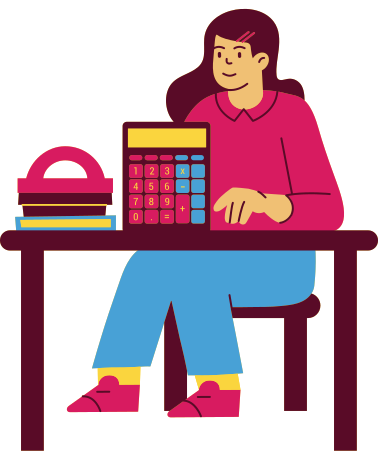 1 2 3 x
4 5 6 -
7 8 9 +
0 . =